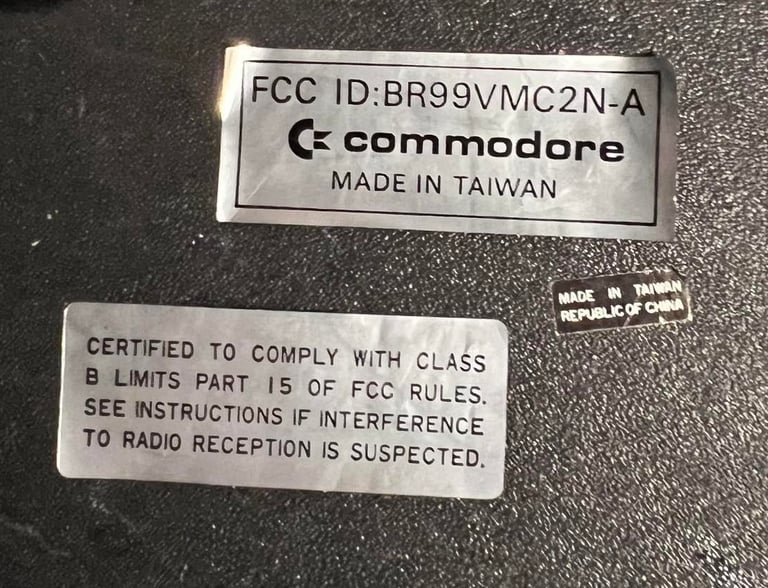 FCC ID:BR99VMC2N-A
commodore
MADE IN TAIWAN
MADE IN TAIWAN
REPUBLIC OF CHINA
CERTIFIED TO COMPLY WITH CLASS
B LIMITS PART 15 OF FCC RULES.
SEE INSTRUCTIONS IF INTERFERENCE
TO RADIO RECEPTION IS SUSPECTED.